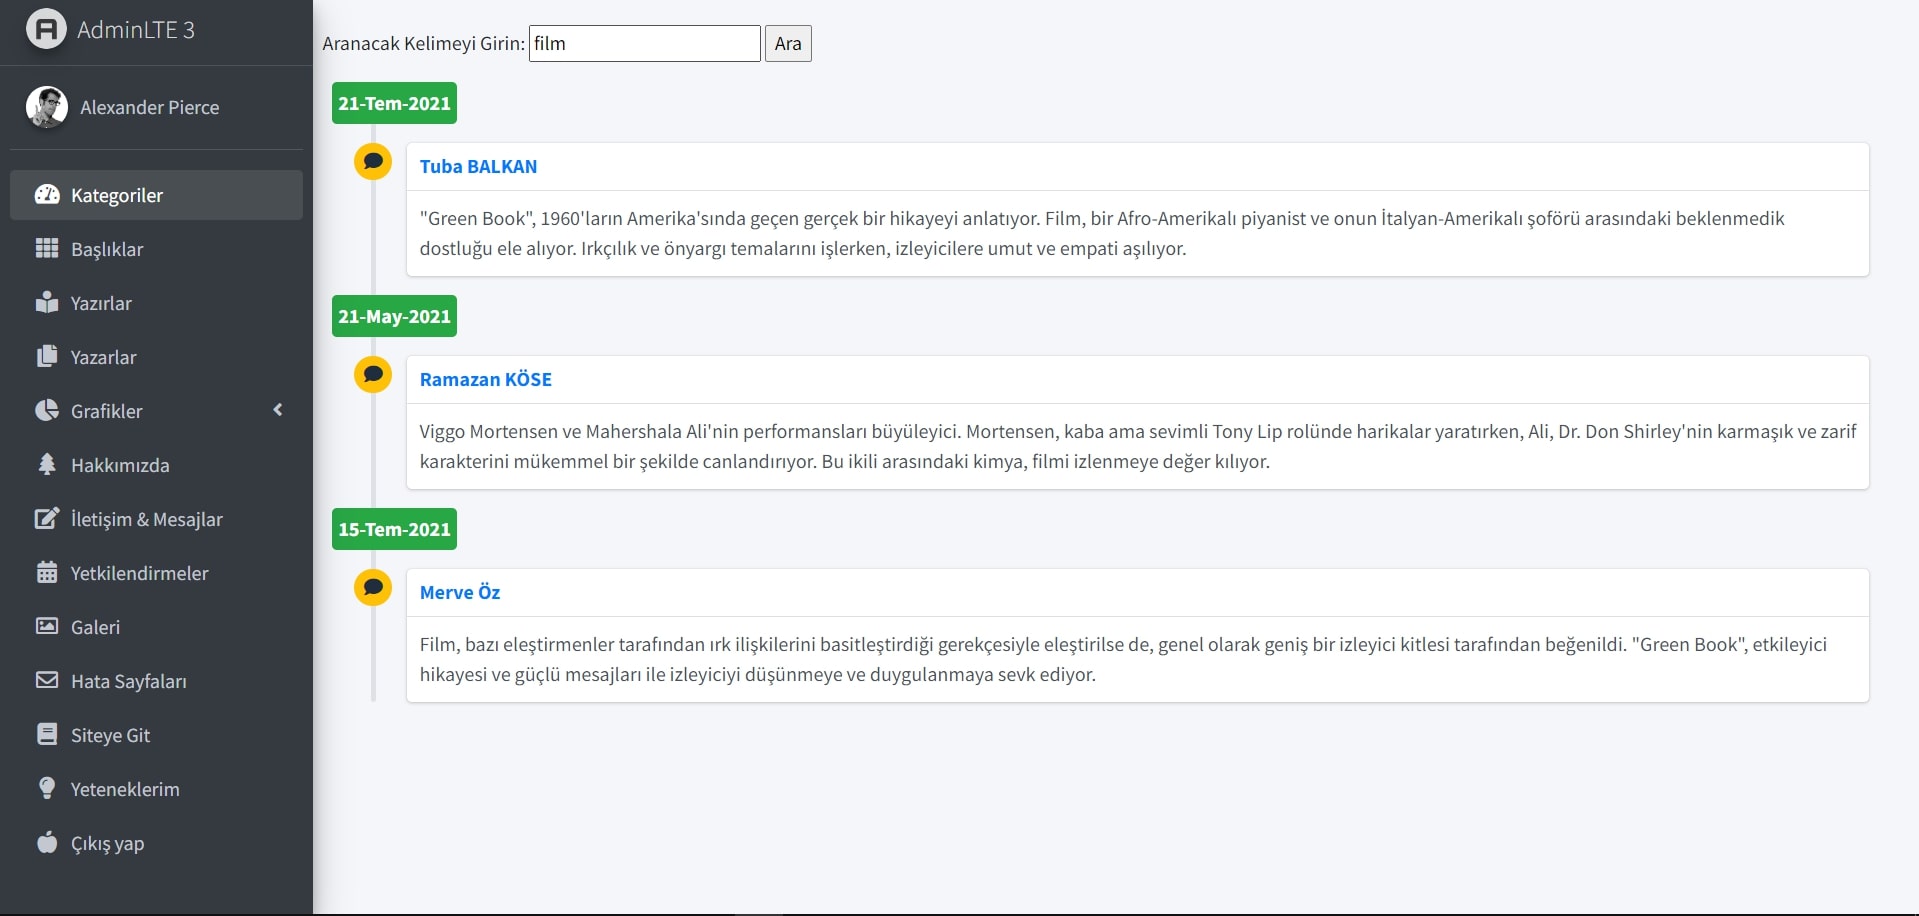 AdminLTE 3
Alexander Pierce
Kategoriler
Başlıklar
Yazırlar
Yazarlar
Grafikler
Hakkımızda
İletişim & Mesajlar
Yetkilendirmeler
Galeri
Hata Sayfaları
Siteye Git
Yeteneklerim
Çıkış yap
Aranacak Kelimeyi Girin: film Ara
21-Tem-2021
Tuba BALKAN
"Green Book", 1960'ların Amerika'sında geçen gerçek bir hikayeyi anlatıyor. Film, bir Afro-Amerikalı piyanist ve onun İtalyan-Amerikalı şoförü arasındaki beklenmedik
dostluğu ele alıyor. Irkçılık ve önyargı temalarını işlerken, izleyicilere umut ve empati aşılıyor.
21-May-2021
Ramazan KÖSE
Viggo Mortensen ve Mahershala Ali'nin performansları büyüleyici. Mortensen, kaba ama sevimli Tony Lip rolünde harikalar yaratırken, Ali, Dr. Don Shirley'nin karmaşık ve zarif
karakterini mükemmel bir şekilde canlandırıyor. Bu ikili arasındaki kimya, filmi izlenmeye değer kılıyor.
15-Tem-2021
Merve Öz
Film, bazı eleştirmenler tarafından ırk ilişkilerini basitleştirdiği gerekçesiyle eleştirilse de, genel olarak geniş bir izleyici kitlesi tarafından beğenildi. "Green Book", etkileyici
hikayesi ve güçlü mesajları ile izleyiciyi düşünmeye ve duygulanmaya sevk ediyor.